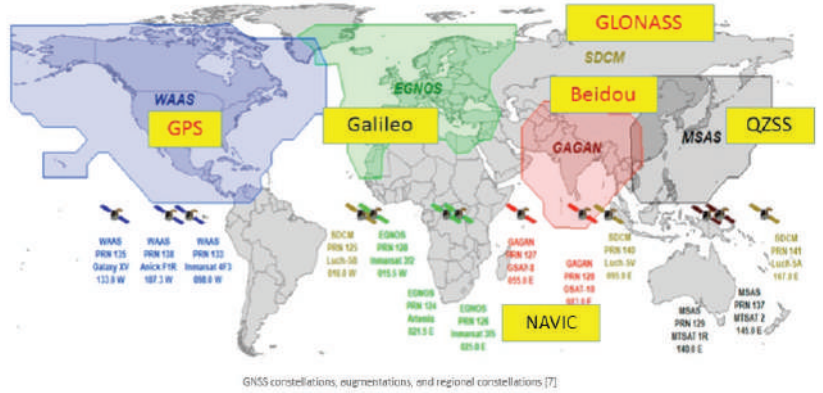 GLONASS
SDCM
WAAS
EGNOS
Beidou
GPS
Galileo
MSAS
QZSS
GAGAN
WAAS
PRN 135
Galaxy XV
133.0 W
WAAS
PRN 138
Anick F1R
107.3 W
WAAS
PRN 133
Inmarsat 4F3
098.0 W
SDCM
PRN 125
Luch-5B
016.0 W
EGNOS
PRN 120
Inmarsat 3f2
015.5 W
EGNOS
PRN 124
Artemis
021.5 E
EGNOS
PRN 126
Inmarsat 3f5
025.0 E
GAGAN
PRN 127
GSAT-8
055.0 E
GAGAN
PRN 128
GSAT-10
SDCM
PRN 140
Luch-5V
095.0 E
MSAS
PRN 129
MTSAT 1R
140.0 E
MSAS
PRN 137
MTSAT 2
145.0 E
SDCM
PRN 141
Luch-5A
167.0 E
NAVIC
GNSS constellations, augmentations, and regional constellations [7]